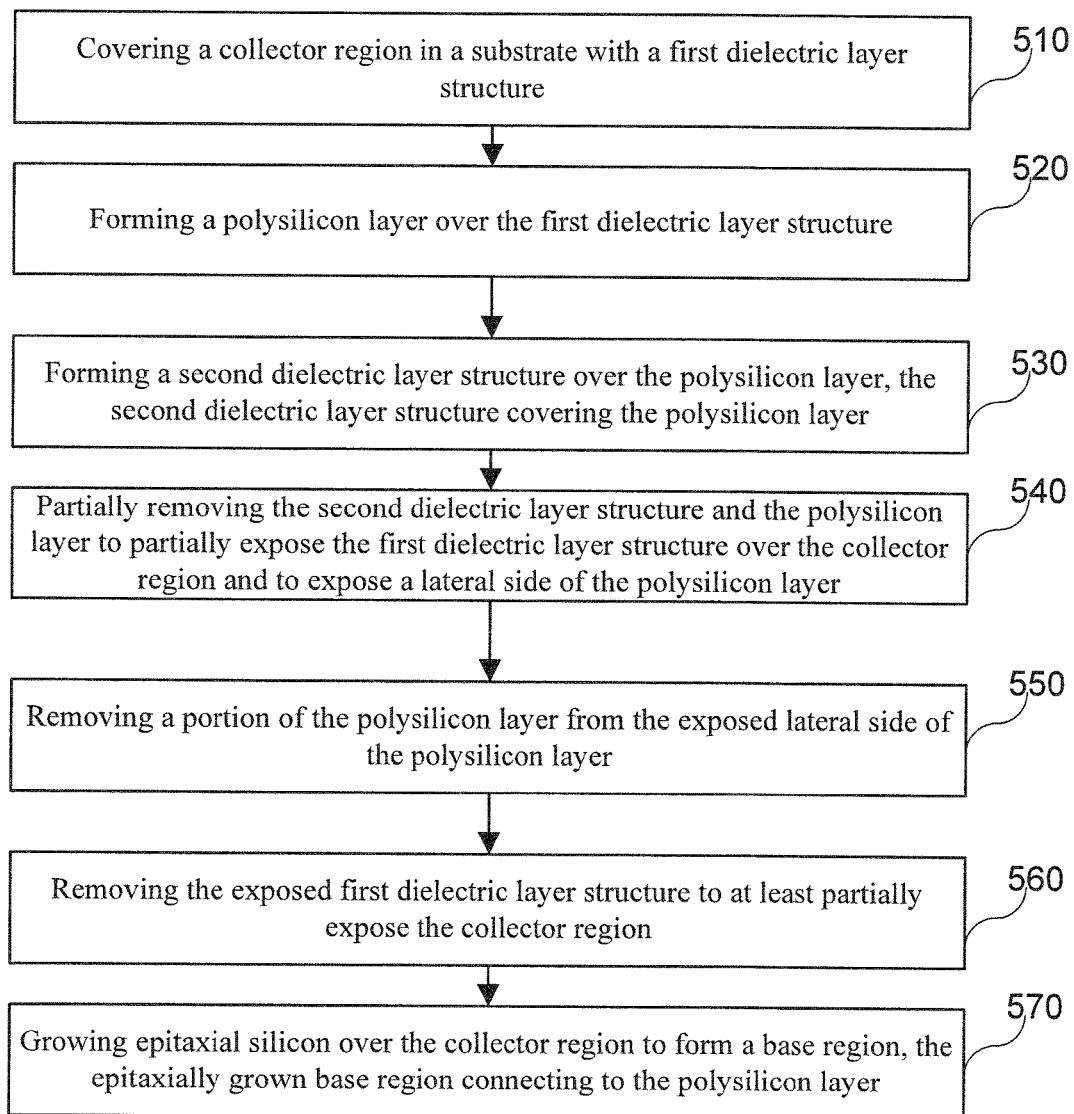 Covering a collector region in a substrate with a first dielectric layer
structure
510
Forming a polysilicon layer over the first dielectric layer structure
520
Forming a second dielectric layer structure over the polysilicon layer, the
second dielectric layer structure covering the polysilicon layer
530
Partially removing the second dielectric layer structure and the polysilicon
layer to partially expose the first dielectric layer structure over the collector
region and to expose a lateral side of the polysilicon layer
540
Removing a portion of the polysilicon layer from the exposed lateral side of
the polysilicon layer
550
Removing the exposed first dielectric layer structure to at least partially
expose the collector region
560
Growing epitaxial silicon over the collector region to form a base region, the
epitaxially grown base region connecting to the polysilicon layer
570